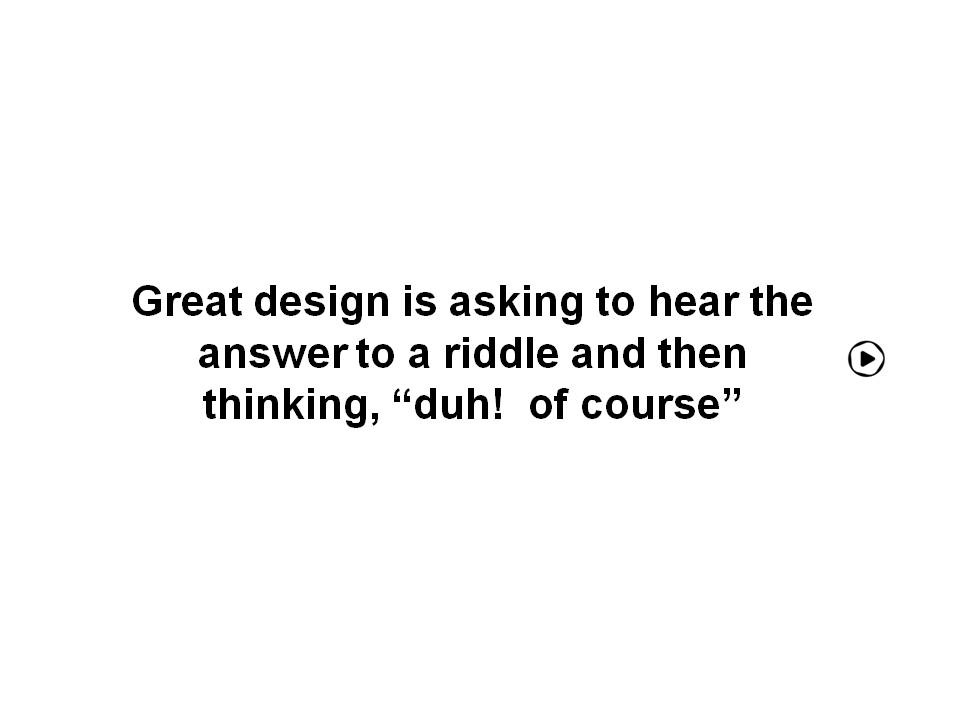 Great design is asking to hear the
answer to a riddle and then
thinking, “duh!  of course”